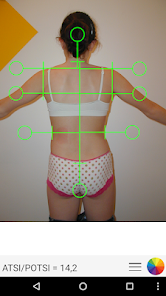 ATSI/POTSI = 14,2